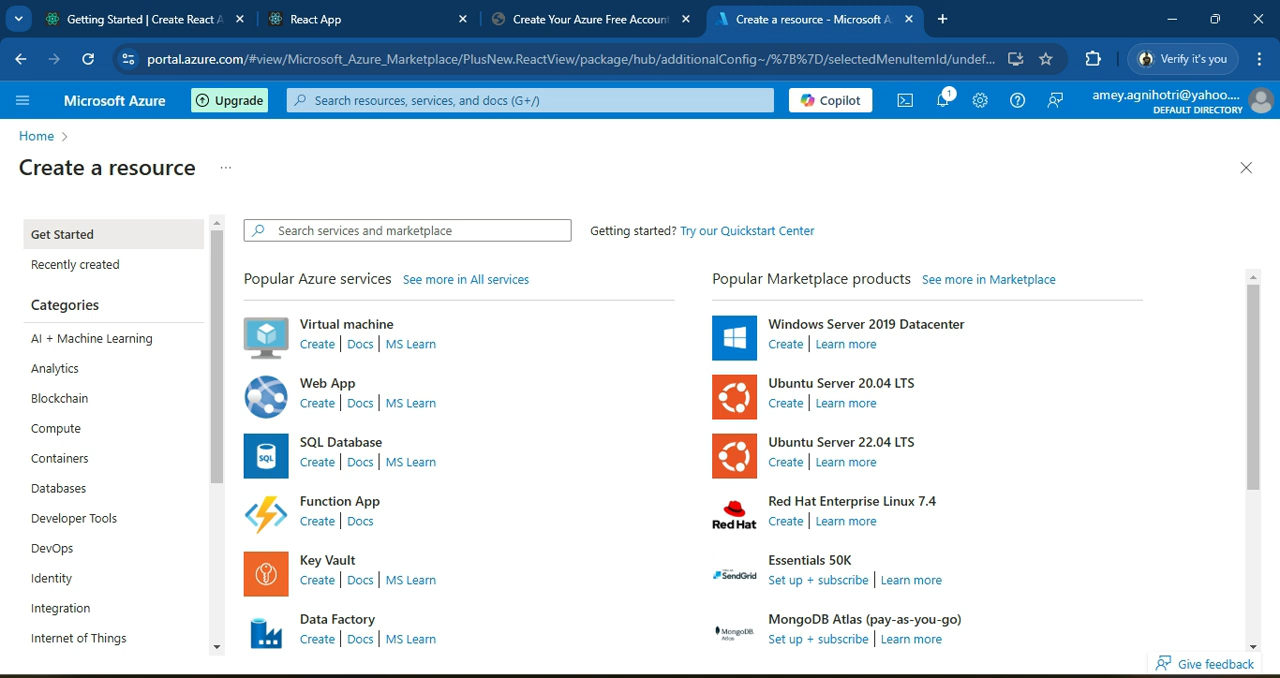 Getting Started | Create React A
React App
Create Your Azure Free Accoun
Create a resource - Microsoft A
portal.azure.com/#view/Microsoft_Azure_Marketplace/PlusNew.ReactView/package/hub/additionalConfig~/%7B%7D/selectedMenuItemId/undef...
Verify it's you
Microsoft Azure
Upgrade
Search resources, services, and docs (G+/)
Copilot
1
amey.agnihotri@yahoo....
DEFAULT DIRECTORY
Home
Create a resource
...
Get Started
Recently created
Categories
AI + Machine Learning
Analytics
Blockchain
Compute
Containers
Databases
Developer Tools
DevOps
Identity
Integration
Internet of Things
Search services and marketplace
Getting started? Try our Quickstart Center
Popular Azure services See more in All services
Virtual machine
Create | Docs | MS Learn
Web App
Create | Docs | MS Learn
SQL
SQL Database
Create | Docs | MS Learn
Function App
Create | Docs
Key Vault
Create | Docs | MS Learn
Data Factory
Create | Docs | MS Learn
Popular Marketplace products See more in Marketplace
Windows Server 2019 Datacenter
Create | Learn more
Ubuntu Server 20.04 LTS
Create | Learn more
Ubuntu Server 22.04 LTS
Create | Learn more
Red Hat
Red Hat Enterprise Linux 7.4
Create | Learn more
SendGrid
Essentials 50K
Set up + subscribe | Learn more
MongoDB
Atlas
MongoDB Atlas (pay-as-you-go)
Set up + subscribe | Learn more
Give feedback